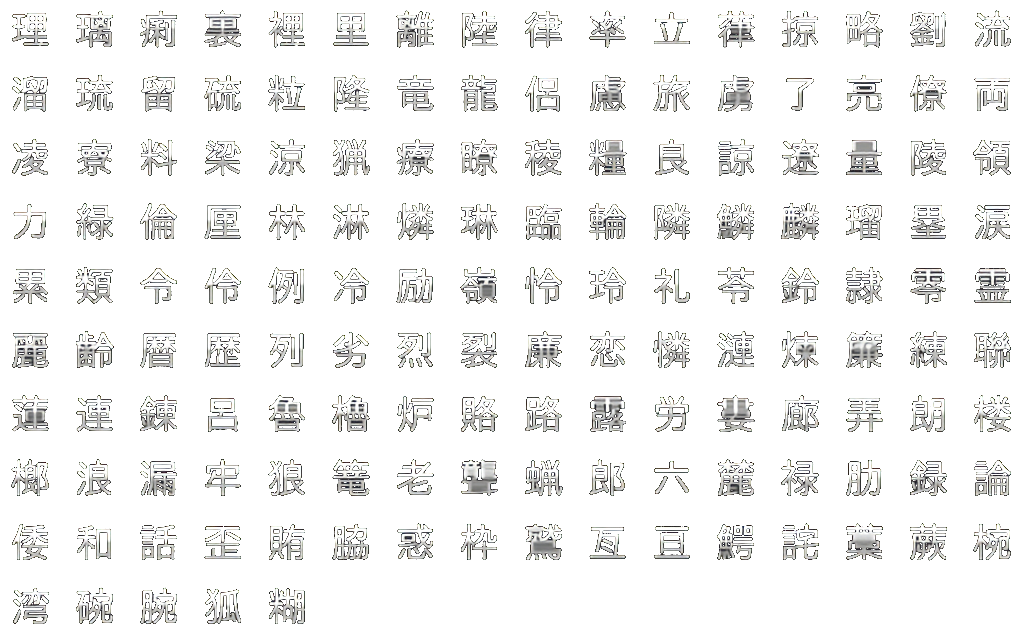 理璃痢裏裡里離陸律率立葎掠略劉流
溜琉留硫粒隆竜龍侶慮旅虜了亮僚両
凌寮料梁涼猟療瞭稜糧良諒遼量陵領
力緑倫厘林淋燐琳臨輪隣鱗麟瑠塁涙
累類令伶例冷励嶺怜玲礼苓鈴隷零霊
麗齢暦歴列劣烈裂廉恋憐漣煉簾練聯
蓮連錬呂魯櫓炉賂路露労婁廊弄朗楼
榔浪漏牢狼篭老聾蝋郎六麓禄肋録論
倭和話歪賄脇惑枠鷲亙亘鰐詫藁蕨椀
湾碗腕狐糊